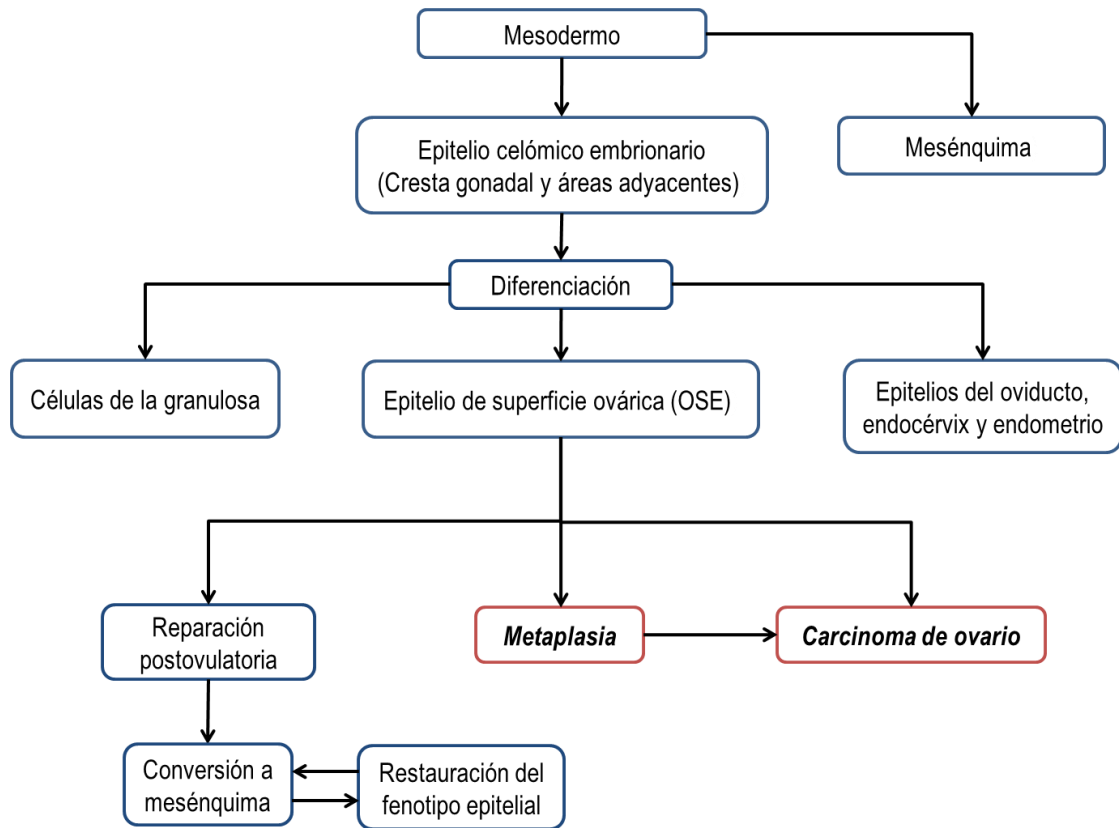 Mesodermo
Epitelio celómico embrionario
(Cresta gonadal y áreas adyacentes)
Mesénquima
Diferenciación
Células de la granulosa
Epitelio de superficie ovárica (OSE)
Epitelios del oviducto,
endocérvix y endometrio
Reparación
postovulatoria
Metaplasia
Carcinoma de ovario
Conversión a
mesénquima
Restauración del
fenotipo epitelial